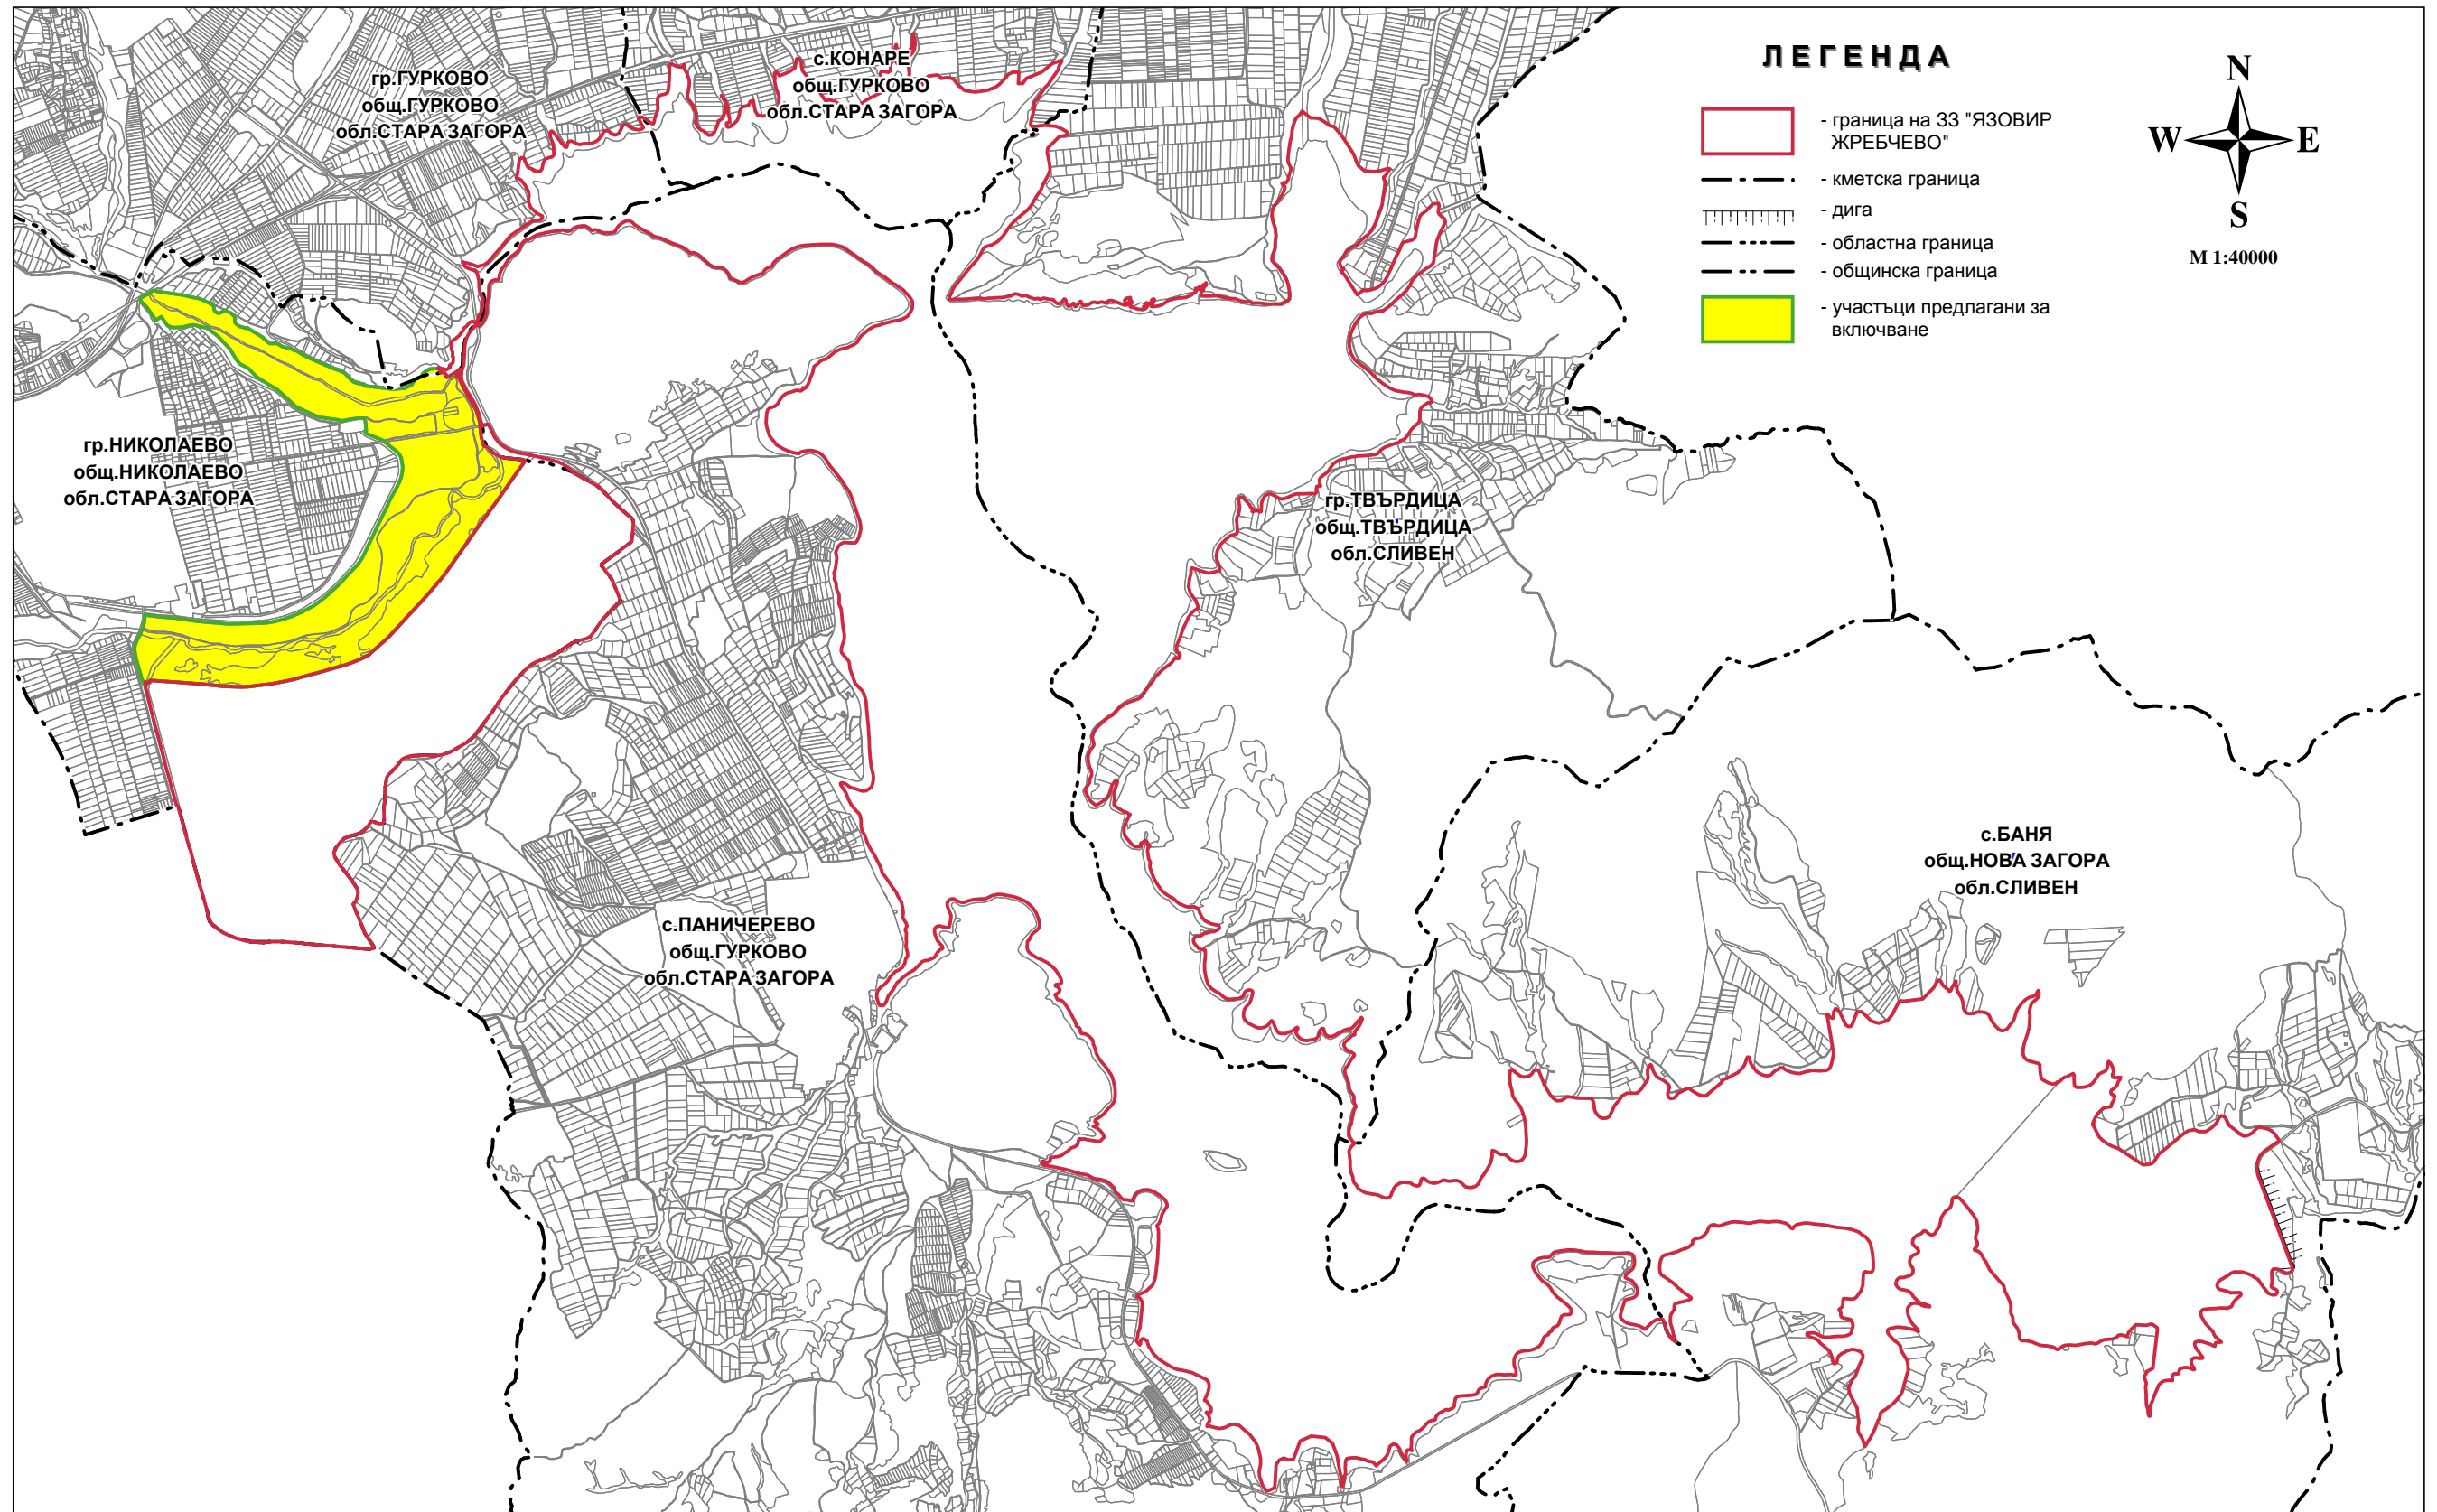 гр.ГУРКОВО
общ.ГУРКОВО
обл.СТАРА ЗАГОРА
с.КОНАРЕ
общ.ГУРКОВО
обл.СТАРА ЗАГОРА
ЛЕГЕНДА
- граница на ЗЗ "ЯЗОВИР
ЖРЕБЧЕВО"
- кметска граница
- дига
- областна граница
- общинска граница
- участъци предлагани за
включване
N
W E
S
М 1:40000
гр.НИКОЛАЕВО
общ.НИКОЛАЕВО
обл.СТАРА ЗАГОРА
гр.ТВЪРДИЦА
общ.ТВЪРДИЦА
обл.СЛИВЕН
с.БАНЯ
общ.НОВА ЗАГОРА
обл.СЛИВЕН
с.ПАНИЧЕРЕВО
общ.ГУРКОВО
обл.СТАРА ЗАГОРА